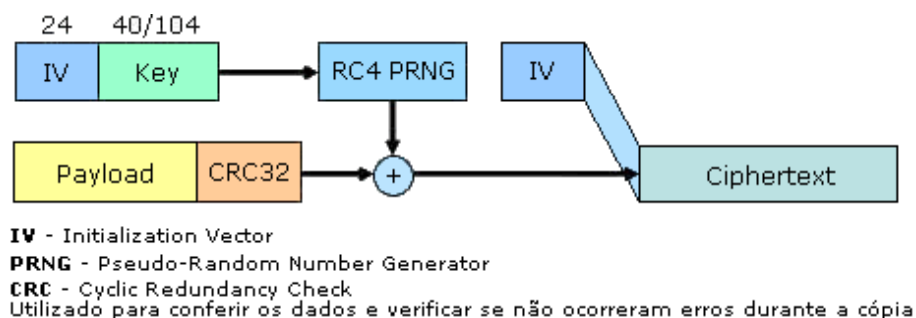 24 40/104
IV Key RC4 PRNG IV
Payload CRC32 + Ciphertext
IV - Initialization Vector
PRNG - Pseudo-Random Number Generator
CRC - Cyclic Redundancy Check
Utilizado para conferir os dados e verificar se não ocorreram erros durante a cópia